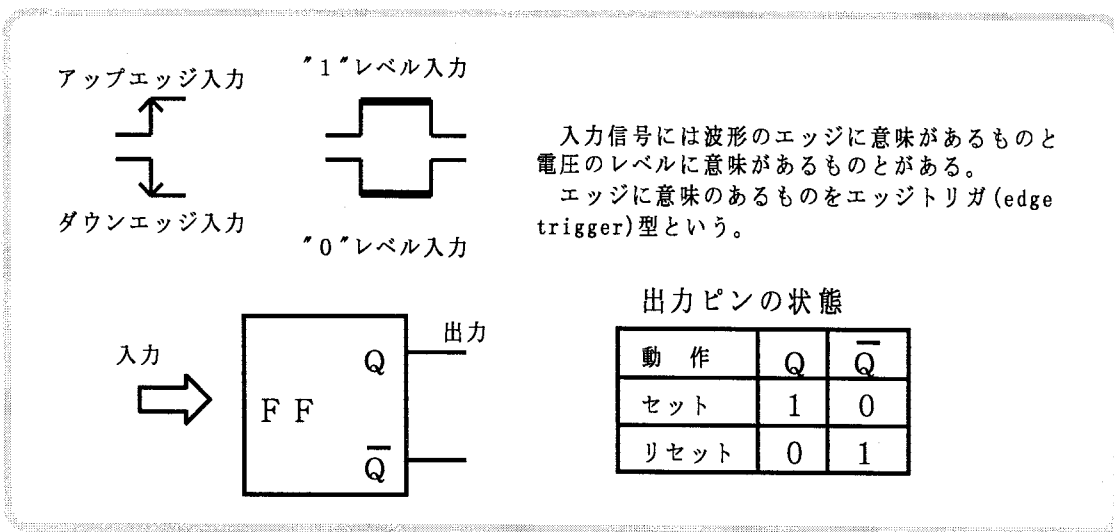 アップエッジ入力
"1"レベル入力
入力信号には波形のエッジに意味があるものと
電圧のレベルに意味があるものとがある。
エッジに意味のあるものをエッジトリガ(edge
trigger)型という。
ダウンエッジ入力
"0"レベル入力
入力
FF
Q
Q̅
出力
出力ピンの状態
動 作 Q Q̅
セット 1 0
リセット 0 1